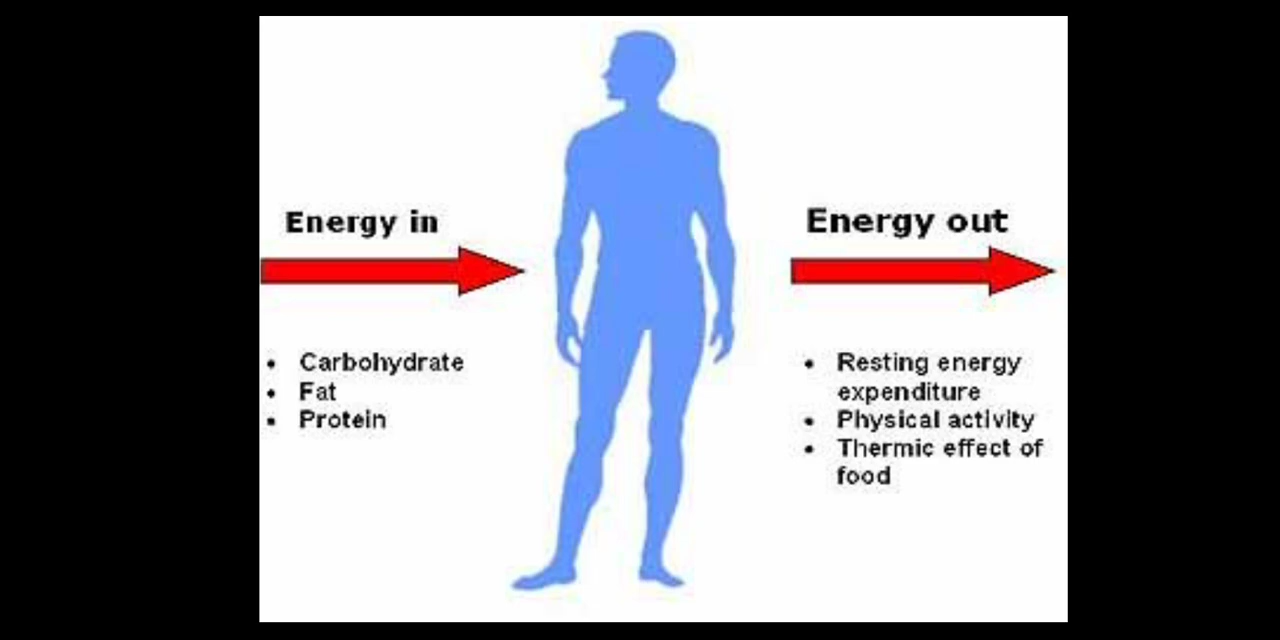 Energy in
• Carbohydrate
• Fat
• Protein
Energy out
• Resting energy
expenditure
• Physical activity
• Thermic effect of
food